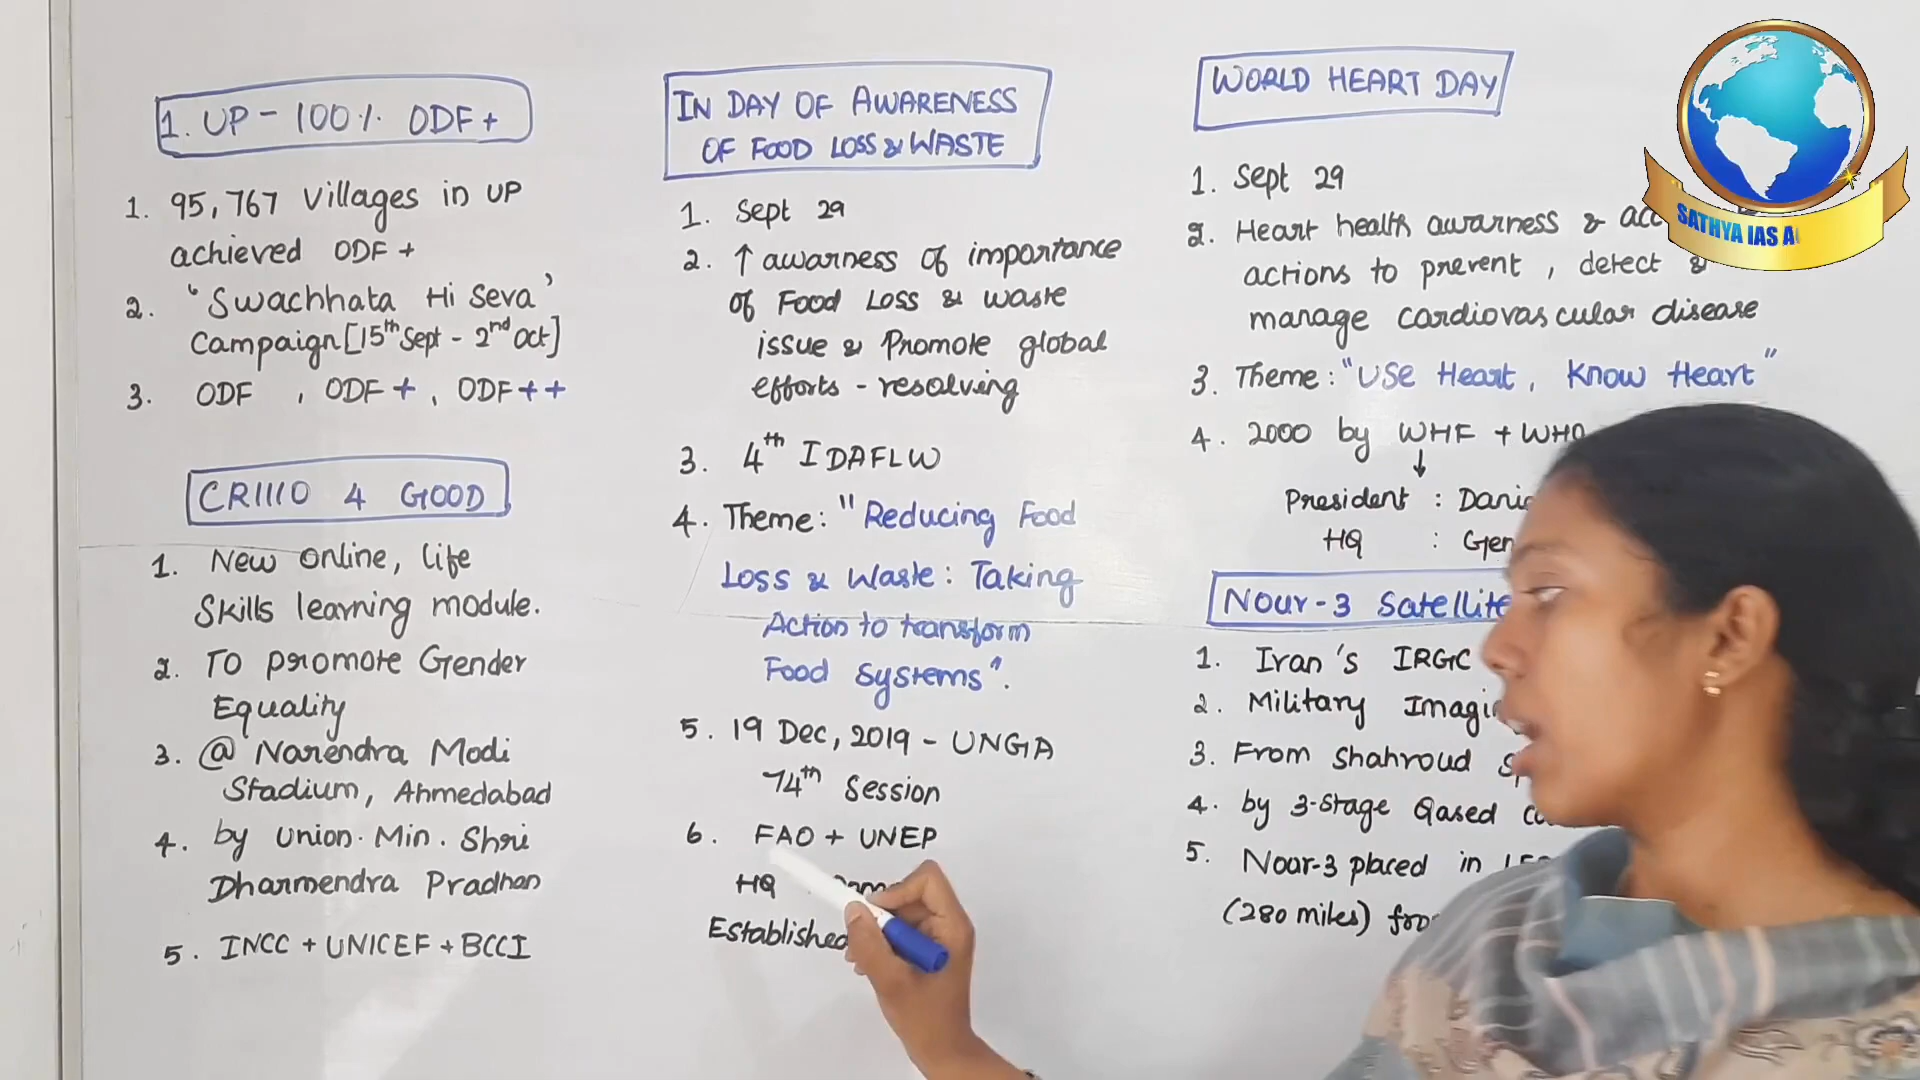 1. UP - 100% ODF+
1. 95,767 villages in UP
achieved ODF+
2. 'Swachhata Hi Seva'
Campaign [15th Sept - 2nd Oct]
3. ODF , ODF+ , ODF++
CRIIIO 4 GOOD
1. New online, life
skills learning module.
2. To promote Gender
Equality
3. @ Narendra Modi
Stadium, Ahmedabad
4. by Union. Min. Shri
Dharmendra Pradhan
5. INCC + UNICEF + BCCI
IN DAY OF AWARENESS
OF FOOD LOSS & WASTE
1. Sept 29
2. ↑ awarness of importance
of Food Loss & waste
issue & Promote global
efforts - resolving
3. 4th IDAFLW
4. Theme: "Reducing Food
Loss & Waste: Taking
Action to transform
Food Systems".
5. 19 Dec, 2019 - UNGA
74th Session
6. FAO + UNEP
HQ :
Established
WORLD HEART DAY
1. Sept 29
2. Heart health awarness &
actions to prevent, detect &
manage cardiovascular disease
3. Theme: "Use Heart, Know Heart"
4. 2000 by WHF + WHO
↓
President :
HQ :
Nour-3 Satellite
1. Iran's IRGC
2. Military
3. From Shahroud
4. by 3-stage Qased
5. Noor-3 placed in
(280 miles)
SATHYA IAS